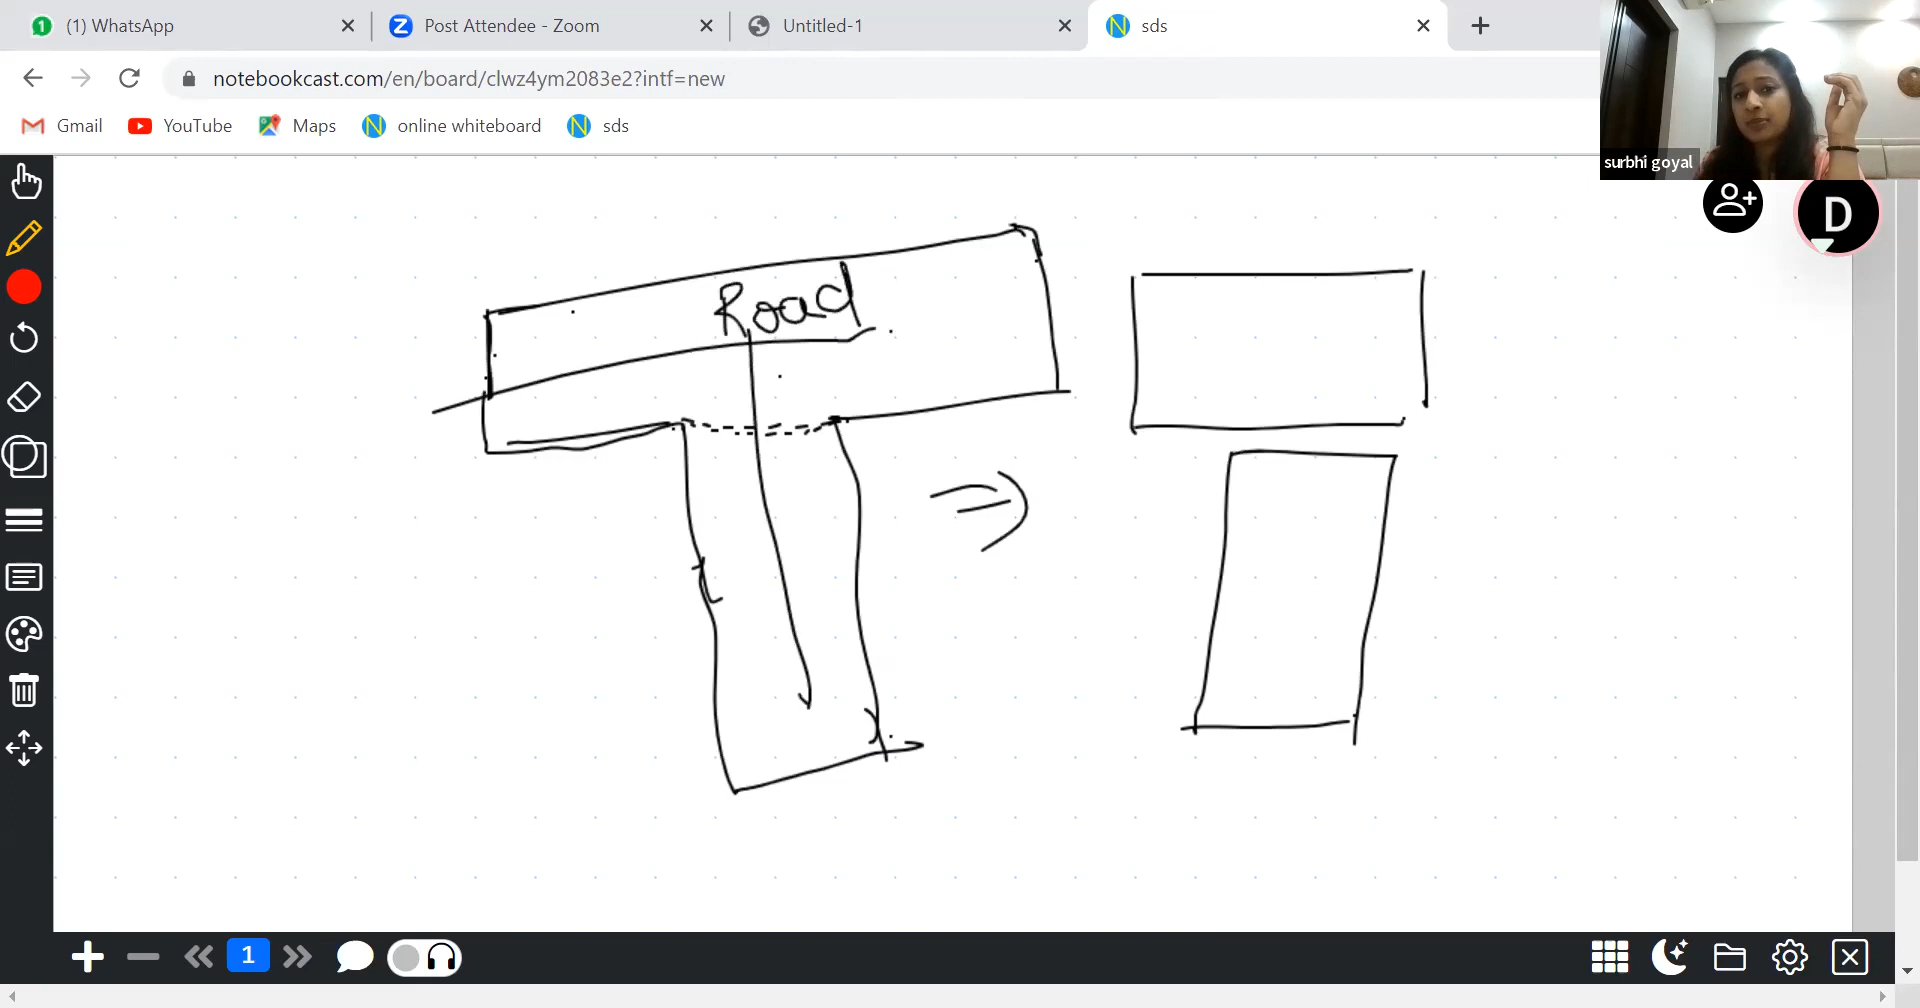 (1) WhatsApp
Post Attendee - Zoom
Untitled-1
sds
notebookcast.com/en/board/clwz4ym2083e2?intf=new
Gmail
YouTube
Maps
online whiteboard
sds
surbhi goyal
D
Road
1